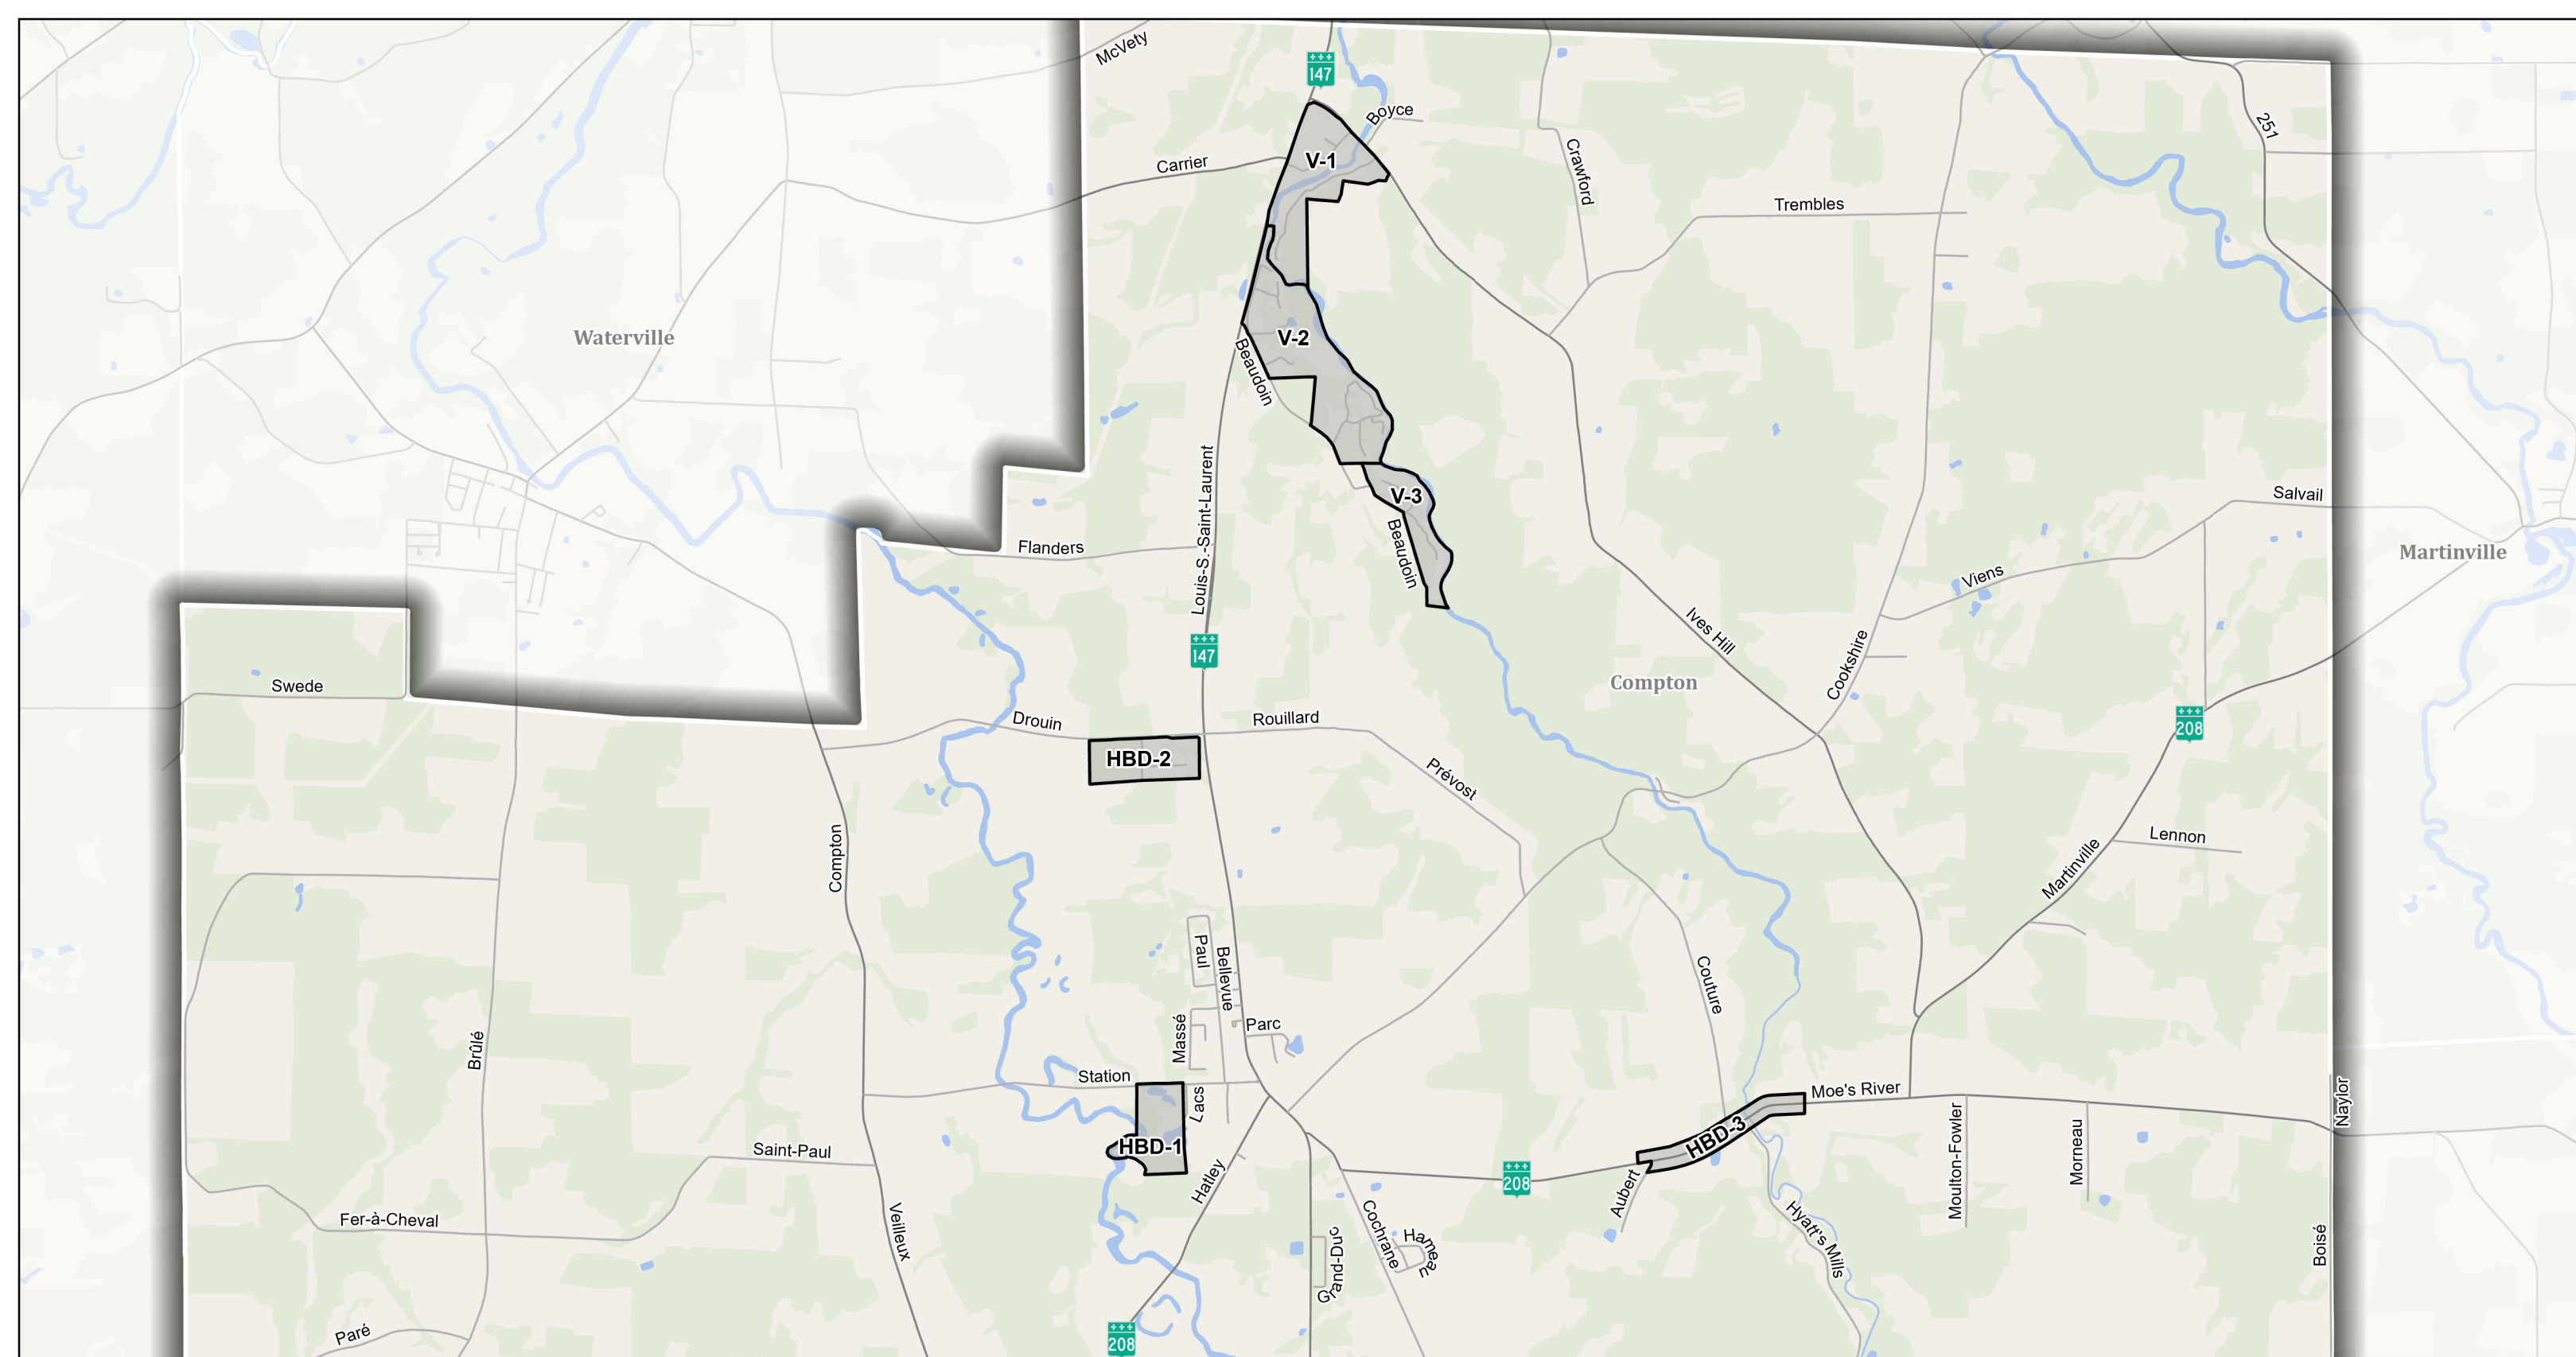 McVety
147
Boyce
251
Carrier
V-1
Crawford
Trembles
Waterville
V-2
Beaudoin
Louis-S.-Saint-Laurent
V-3
Salvail
Flanders
Beaudoin
Martinville
Viens
Ives Hill
Cookshire
147
Swede
Compton
Drouin
Rouillard
208
HBD-2
Prévost
Compton
Lennon
Martinville
Paul
Bellevue
Couture
Massé
Parc
Brûlé
Station
Lacs
Moe's River
Naylor
HBD-1
HBD-3
Saint-Paul
Moulton-Fowler
Morneau
Hatley
208
Aubert
Fer-à-Cheval
Veilleux
Cochrane
Hameau
Grand-Duc
Hyatt's Mills
Boisé
Paré
208